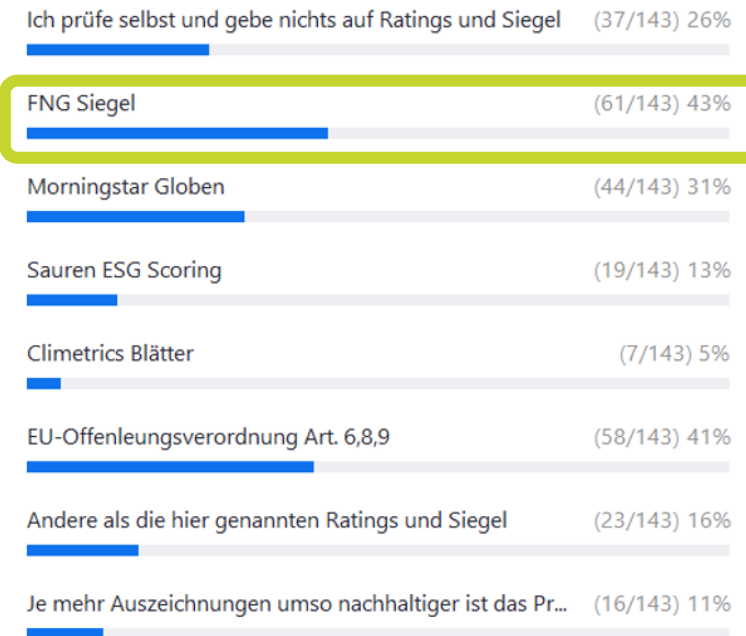 Ich prüfe selbst und gebe nichts auf Ratings und Siegel (37/143) 26%
FNG Siegel (61/143) 43%
Morningstar Globen (44/143) 31%
Sauren ESG Scoring (19/143) 13%
Climetrics Blätter (7/143) 5%
EU-Offenleungsverordnung Art. 6,8,9 (58/143) 41%
Andere als die hier genannten Ratings und Siegel (23/143) 16%
Je mehr Auszeichnungen umso nachhaltiger ist das Pr... (16/143) 11%